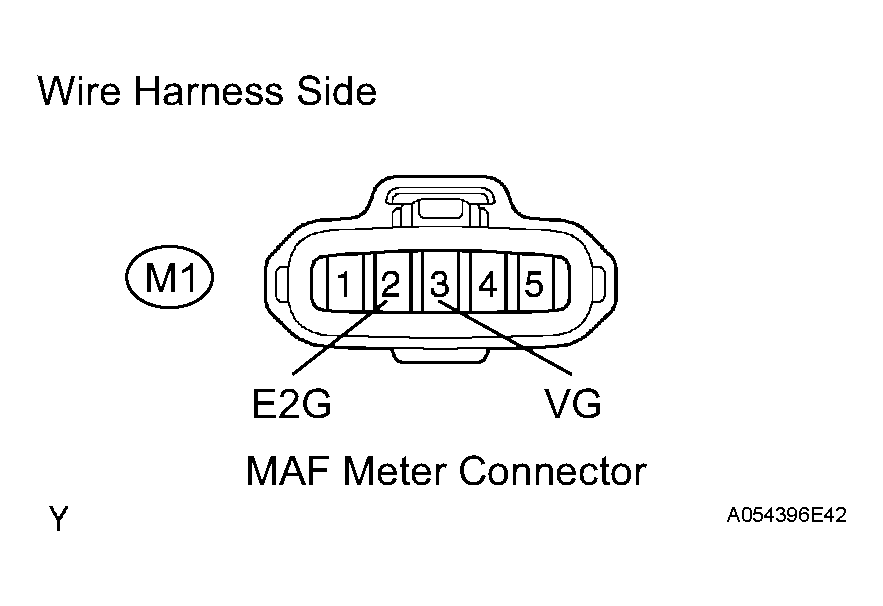 Wire Harness Side
M1
1 2 3 4 5
E2G VG
MAF Meter Connector
Y A054396E42